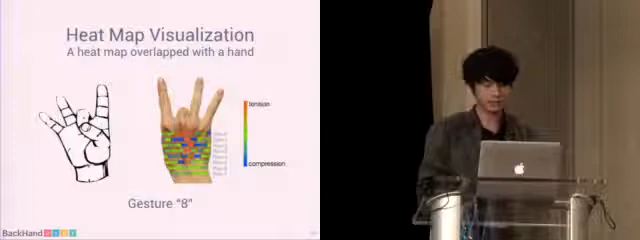 Heat Map Visualization
A heat map overlapped with a hand
tension
compression
Gesture "8"
BackHand